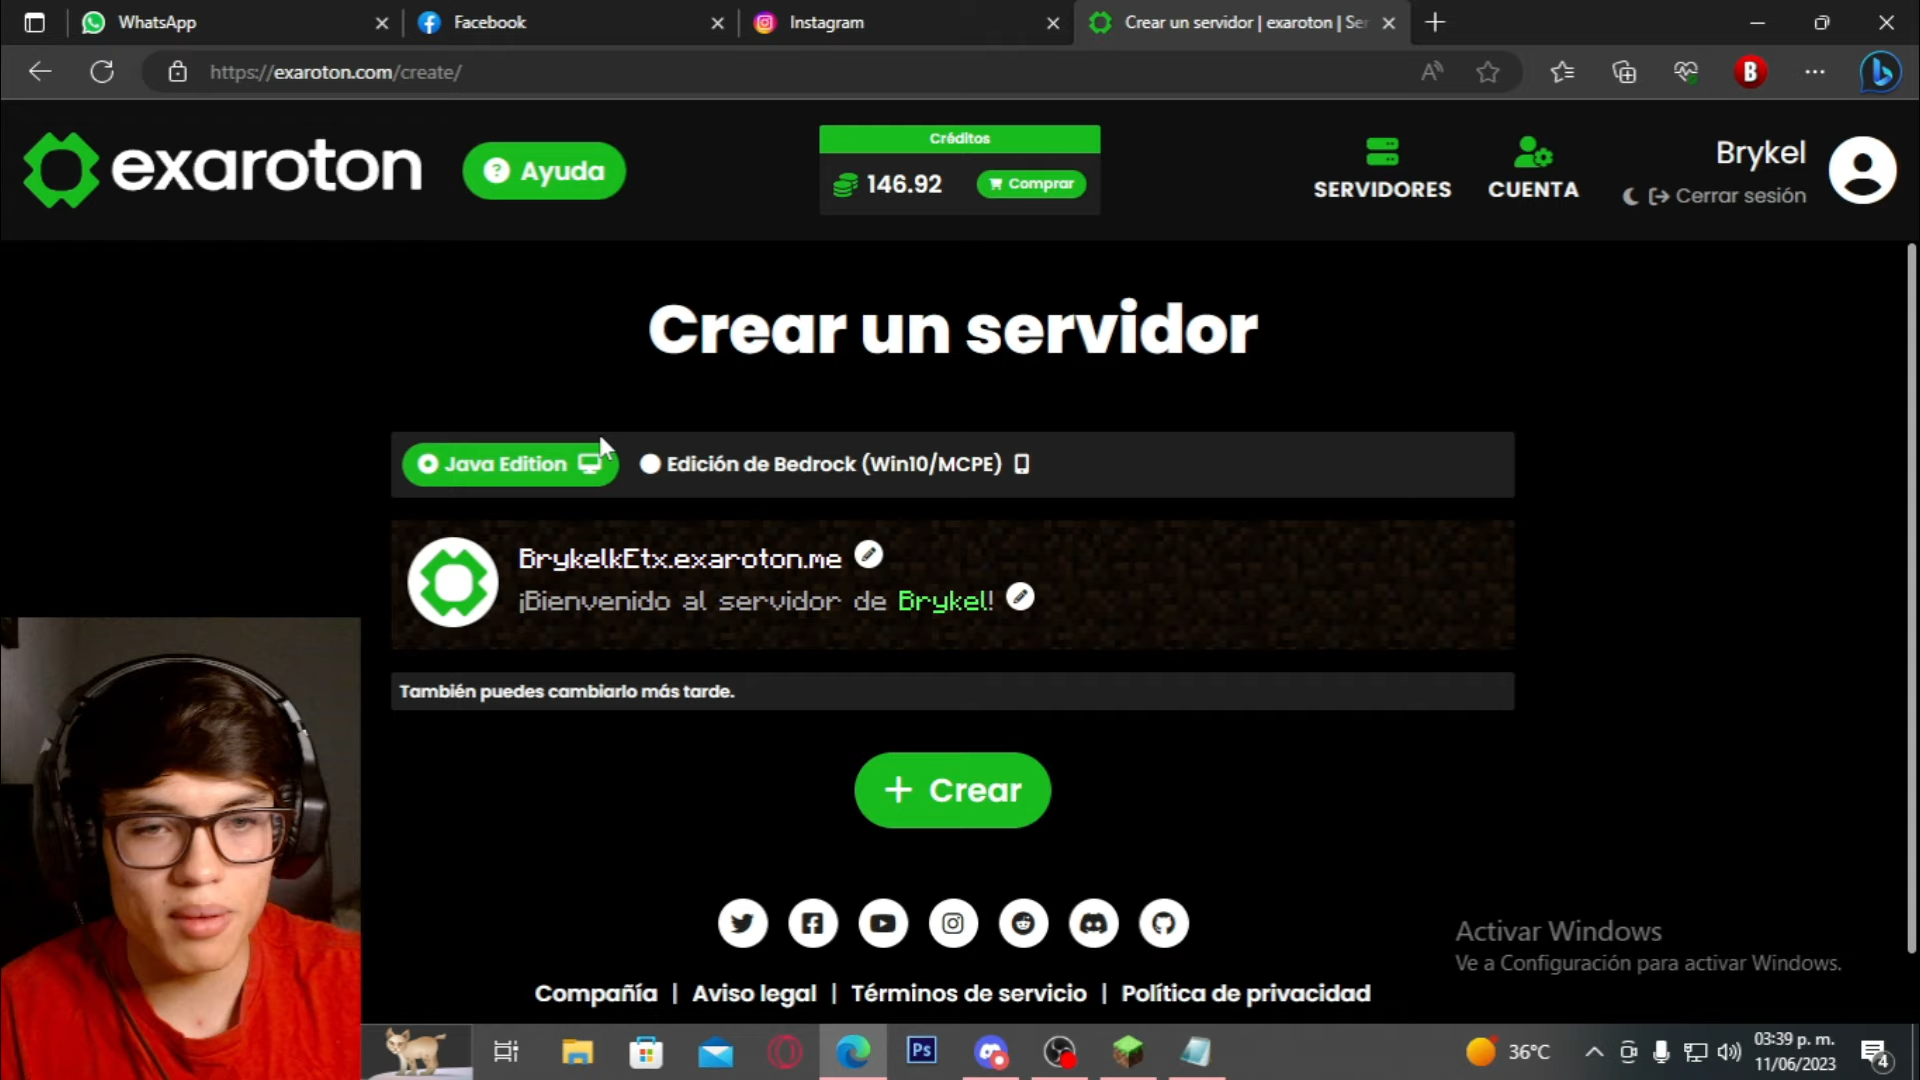 WhatsApp
Facebook
Instagram
Crear un servidor | exaroton | Se
https://exaroton.com/create/
exaroton
Ayuda
Créditos
146.92
Comprar
SERVIDORES
CUENTA
Brykel
Cerrar sesión
Crear un servidor
Java Edition
Edición de Bedrock (Win10/MCPE)
BrykelkEtx.exaroton.me
¡Bienvenido al servidor de Brykel!
También puedes cambiarlo más tarde.
+ Crear
Activar Windows
Ve a Configuración para activar Windows.
Compañía | Aviso legal | Términos de servicio | Política de privacidad
Ps
36°C
03:39 p. m.
11/06/2023
4